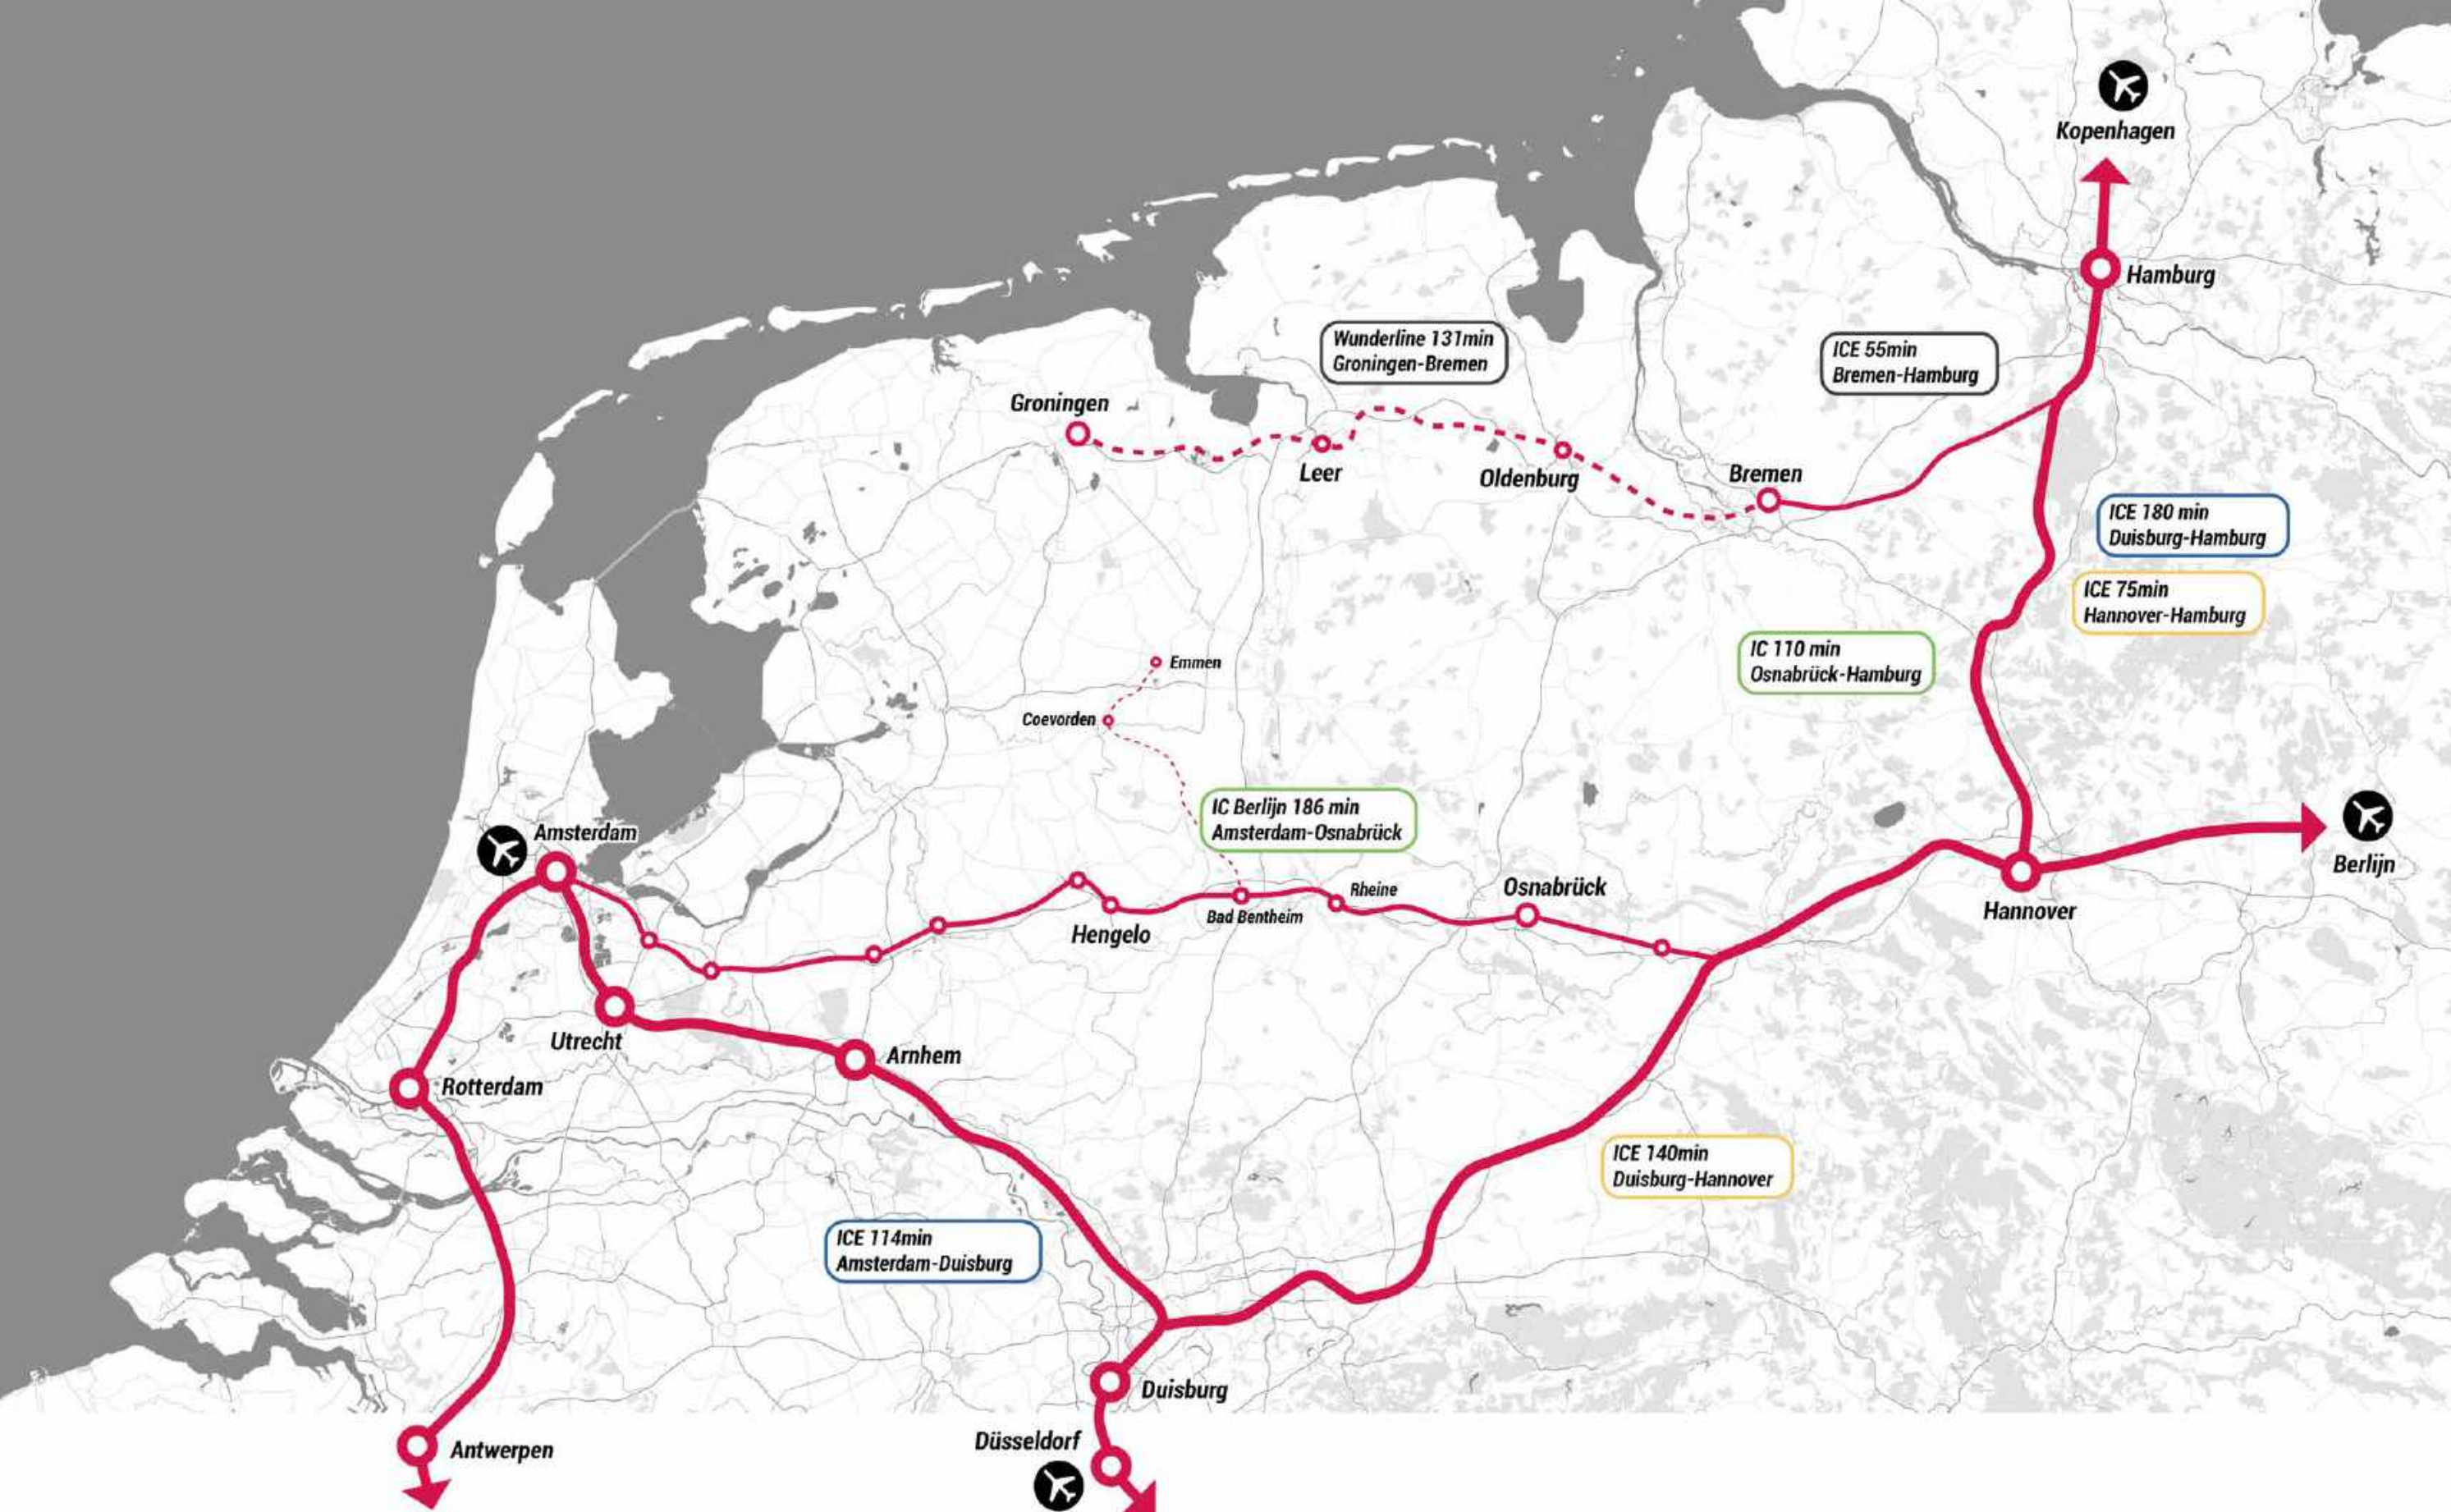 Kopenhagen
Hamburg
Wunderline 131min
Groningen-Bremen
ICE 55min
Bremen-Hamburg
Groningen
Leer
Oldenburg
Bremen
ICE 180 min
Duisburg-Hamburg
ICE 75min
Hannover-Hamburg
IC 110 min
Osnabrück-Hamburg
Emmen
Coevorden
IC Berlijn 186 min
Amsterdam-Osnabrück
Amsterdam
Berlijn
Rheine
Osnabrück
Bad Bentheim
Hengelo
Hannover
Utrecht
Arnhem
Rotterdam
ICE 140min
Duisburg-Hannover
ICE 114min
Amsterdam-Duisburg
Duisburg
Düsseldorf
Antwerpen